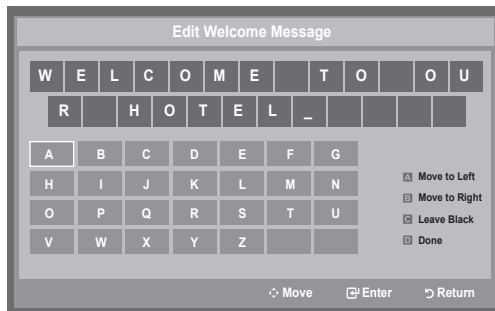 Edit Welcome Message
W E L C O M E T O O U
R H O T E L _
A B C D E F G
H I J K L M N
O P Q R S T U
V W X Y Z
A Move to Left
B Move to Right
C Leave Black
D Done
Move Enter Return